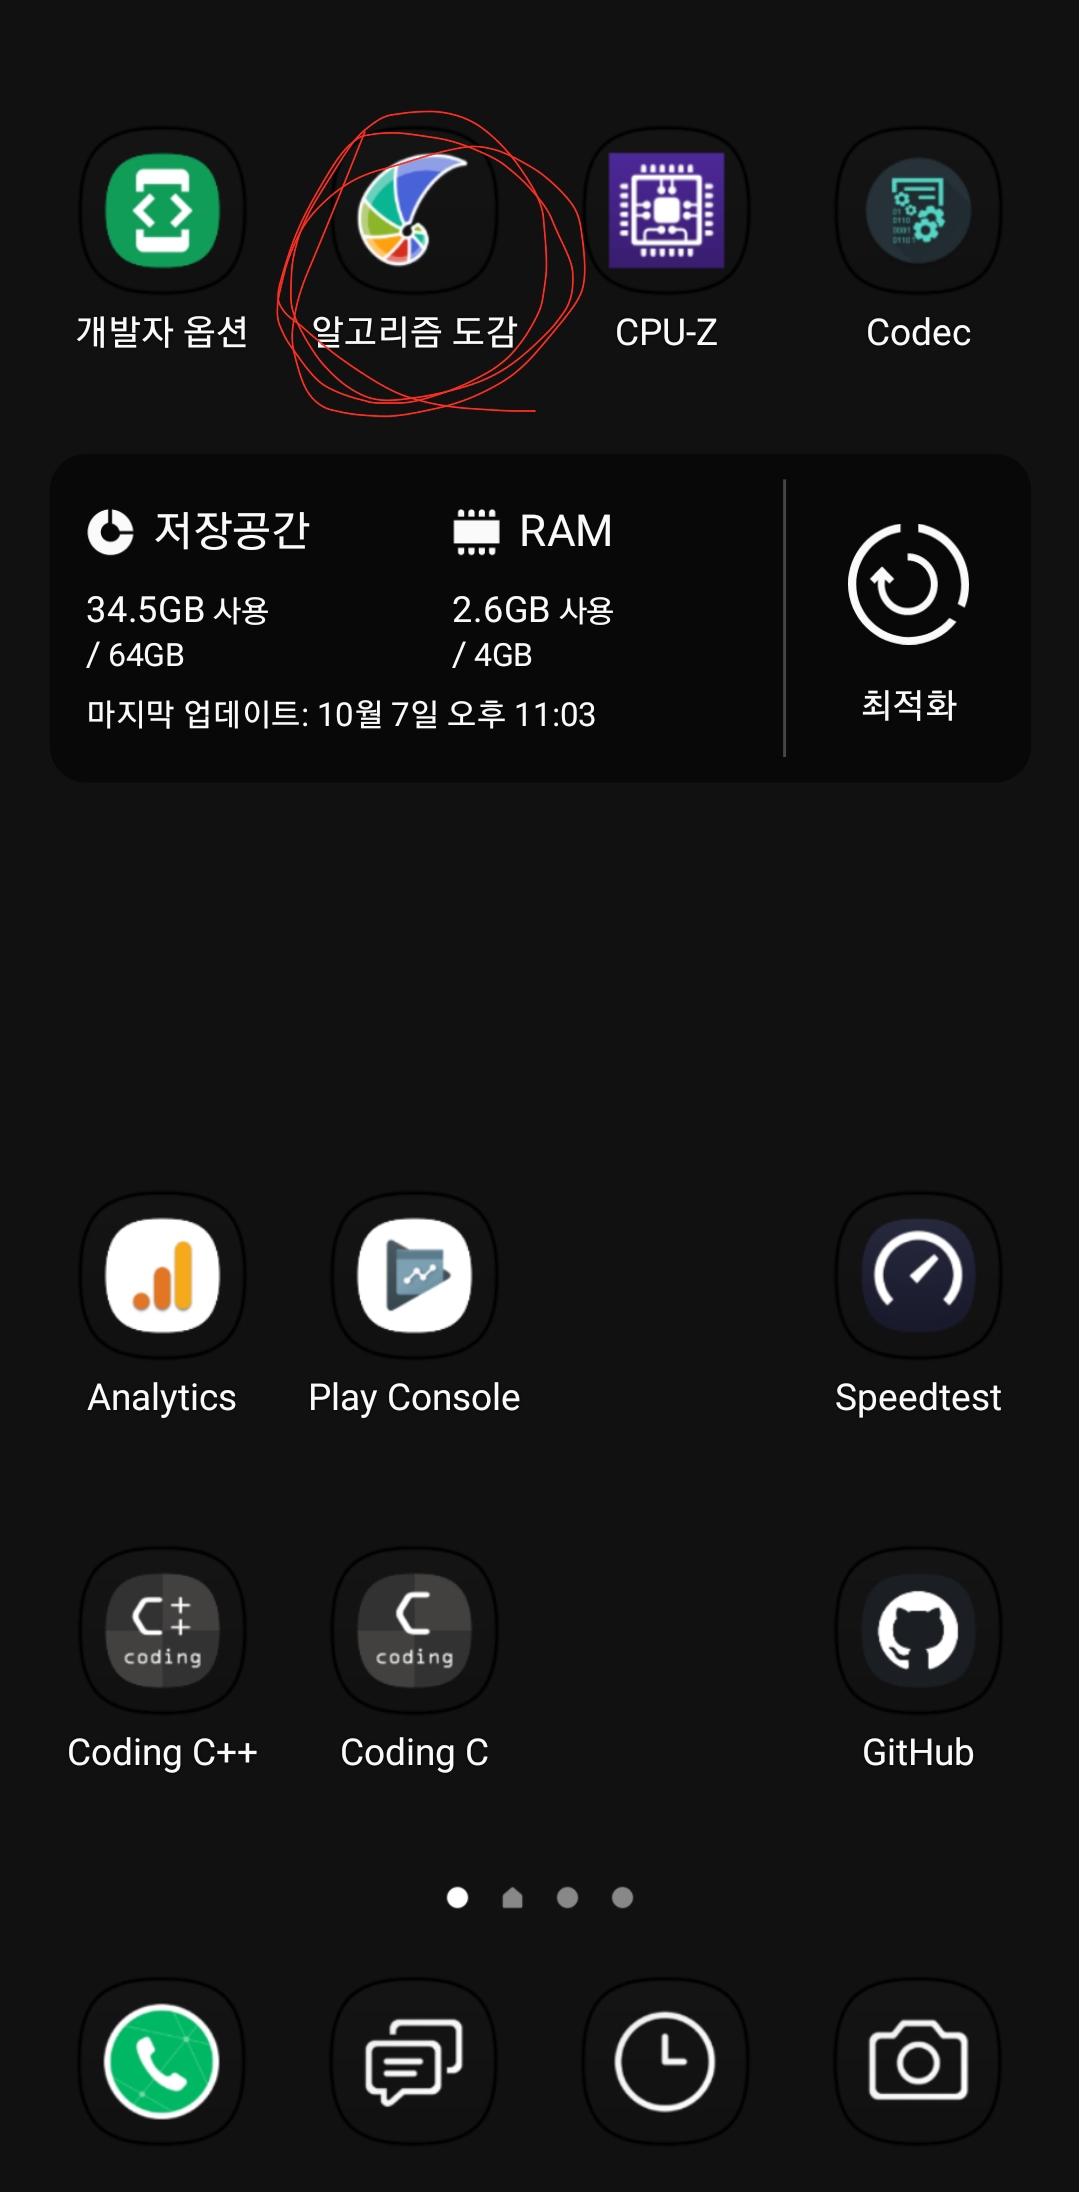 개발자 옵션
알고리즘 도감
CPU-Z
Codec
저장공간
RAM
34.5GB 사용
/ 64GB
2.6GB 사용
/ 4GB
마지막 업데이트: 10월 7일 오후 11:03
최적화
Analytics
Play Console
Speedtest
C++
coding
C
coding
Coding C++
Coding C
GitHub